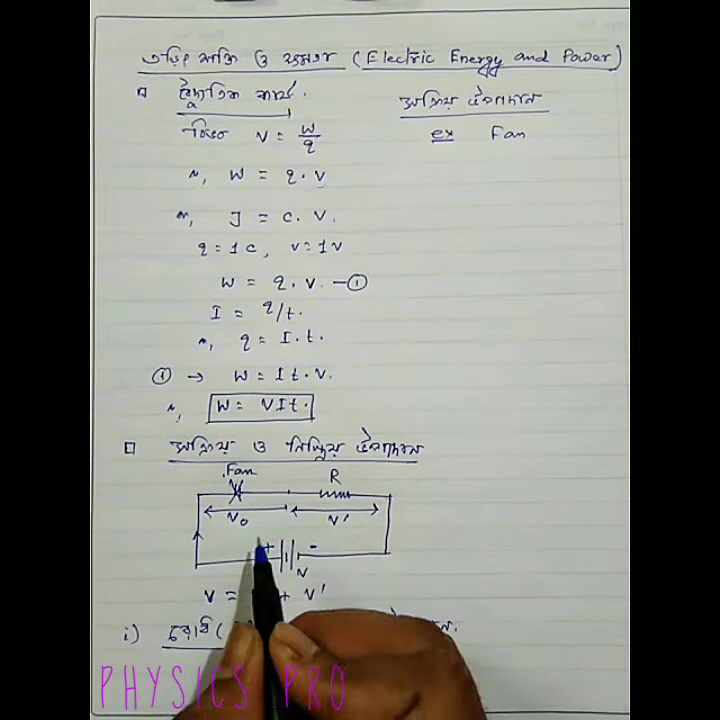 তড়িৎ শক্তি ও ক্ষমতা (Electric Energy and Power)
□ বৈদ্যুতিক কার্য.
বিভব V = W/q
বা, W = q . V
বা, J = C . V.
q = 1C, V = 1V
W = q . V. —①
I = q/t.
বা, q = I . t.
① → W = It . V.
বা, W = VIt.
সক্রিয় উপাদান
ex Fan
□ সক্রিয় ও নিষ্ক্রিয় উপাদান
Fan R
V₀ V'
+ -
V
V = + V'
i) রোধ (
PHYSICS PRO